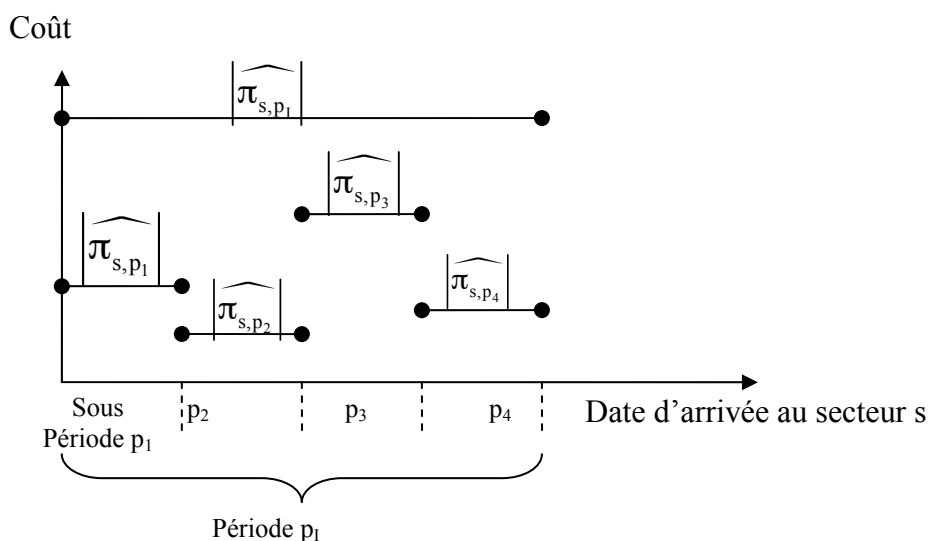 Coût
|π̂ s,pI|
|π̂ s,p3|
|π̂ s,p1|
|π̂ s,p2|
|π̂ s,p4|
Sous
Période p1
p2
p3
p4
Date d’arrivée au secteur s
Période pI